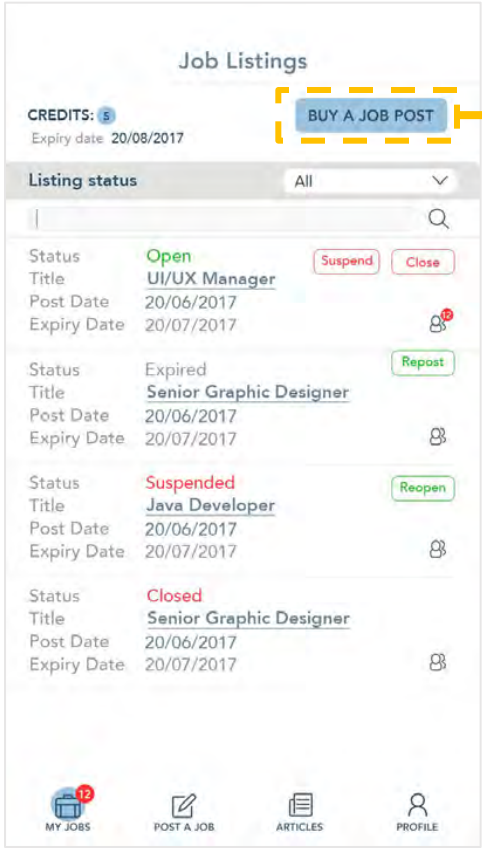 Job Listings
CREDITS: 5
BUY A JOB POST
Expiry date 20/08/2017
Listing status All
Status Open Suspend Close
Title UI/UX Manager
Post Date 20/06/2017
Expiry Date 20/07/2017 12
Status Expired Repost
Title Senior Graphic Designer
Post Date 20/06/2017
Expiry Date 20/07/2017
Status Suspended Reopen
Title Java Developer
Post Date 20/06/2017
Expiry Date 20/07/2017
Status Closed
Title Senior Graphic Designer
Post Date 20/06/2017
Expiry Date 20/07/2017
12
MY JOBS POST A JOB ARTICLES PROFILE